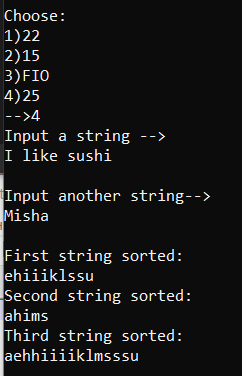 Choose:
1)22
2)15
3)FIO
4)25
-->4
Input a string -->
I like sushi
Input another string-->
Misha
First string sorted:
ehiiiklssu
Second string sorted:
ahims
Third string sorted:
aehhiiiiklmsssu